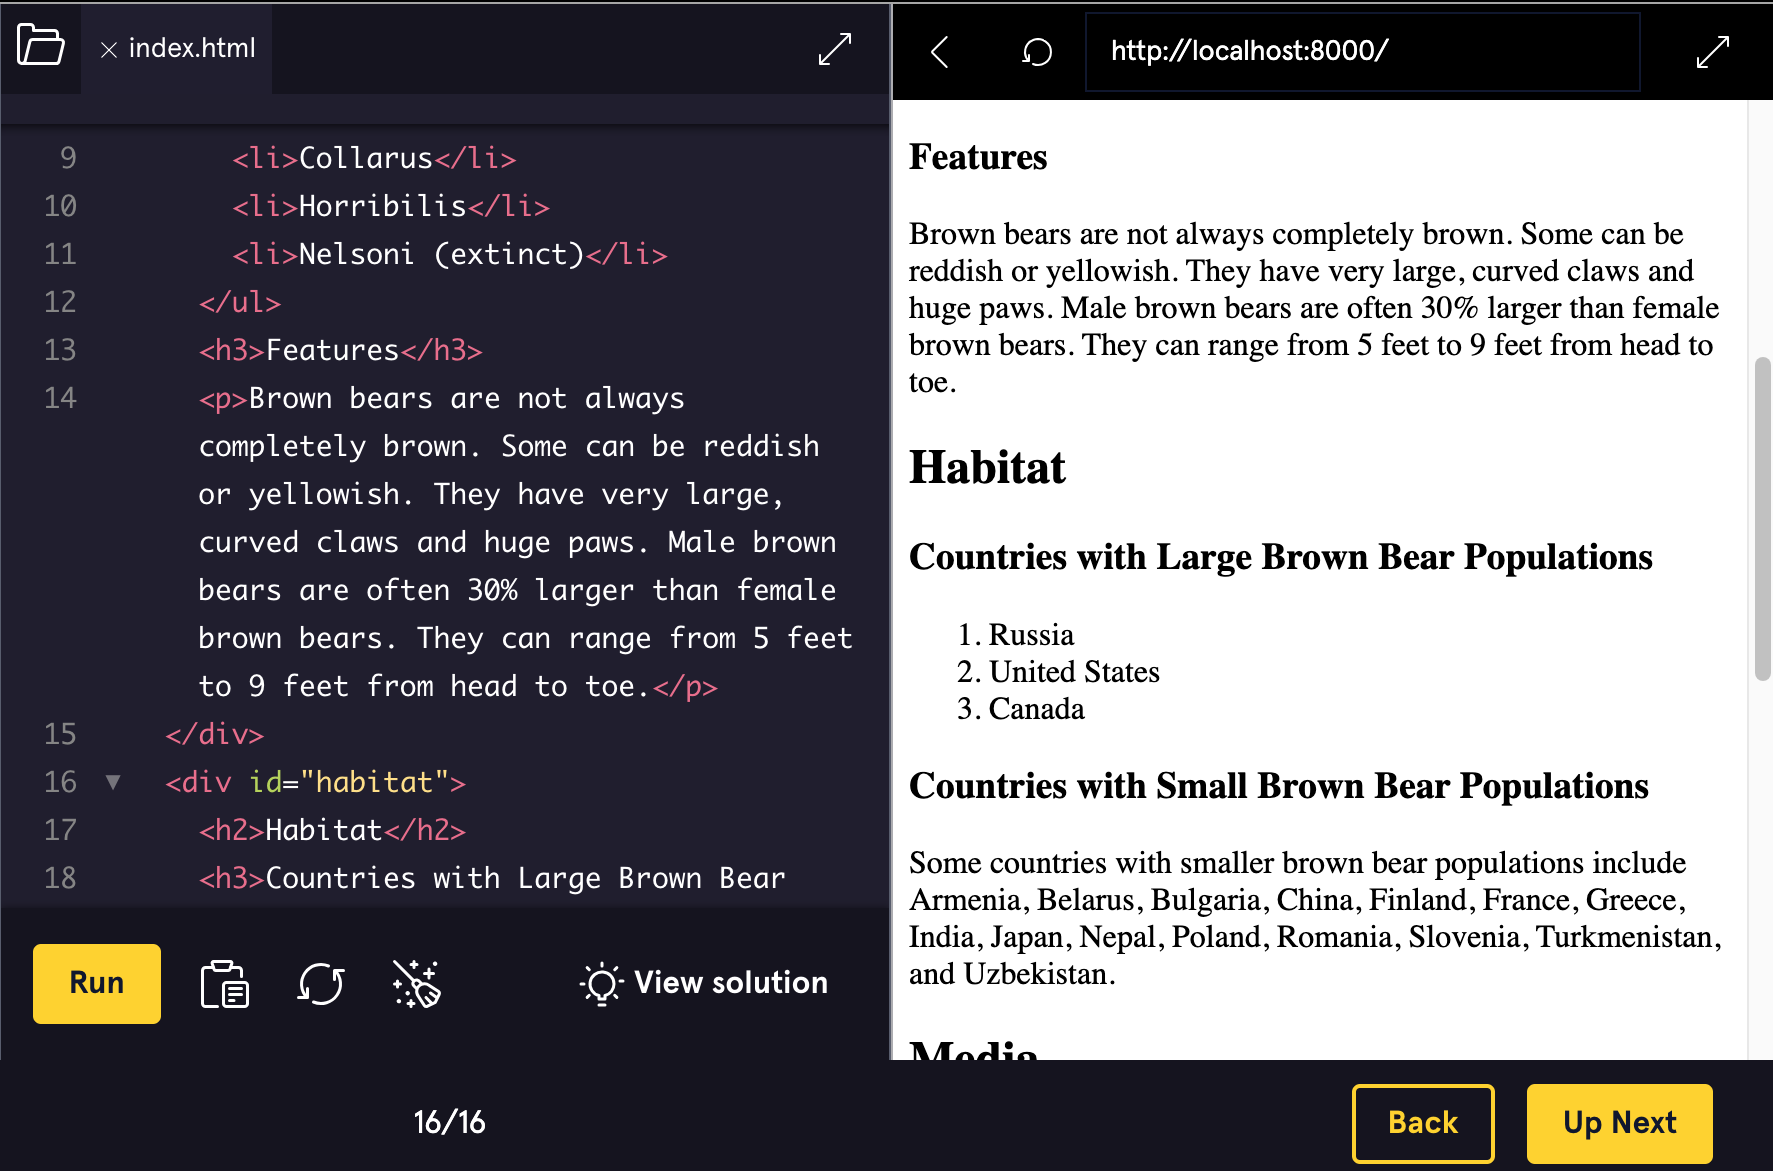 index.html
9 <li>Collarus</li>
10 <li>Horribilis</li>
11 <li>Nelsoni (extinct)</li>
12 </ul>
13 <h3>Features</h3>
14 <p>Brown bears are not always
completely brown. Some can be reddish
or yellowish. They have very large,
curved claws and huge paws. Male brown
bears are often 30% larger than female
brown bears. They can range from 5 feet
to 9 feet from head to toe.</p>
15 </div>
16 <div id="habitat">
17 <h2>Habitat</h2>
18 <h3>Countries with Large Brown Bear
Run
View solution
http://localhost:8000/
Features
Brown bears are not always completely brown. Some can be
reddish or yellowish. They have very large, curved claws and
huge paws. Male brown bears are often 30% larger than female
brown bears. They can range from 5 feet to 9 feet from head to
toe.
Habitat
Countries with Large Brown Bear Populations
1. Russia
2. United States
3. Canada
Countries with Small Brown Bear Populations
Some countries with smaller brown bear populations include
Armenia, Belarus, Bulgaria, China, Finland, France, Greece,
India, Japan, Nepal, Poland, Romania, Slovenia, Turkmenistan,
and Uzbekistan.
Media
16/16
Back
Up Next